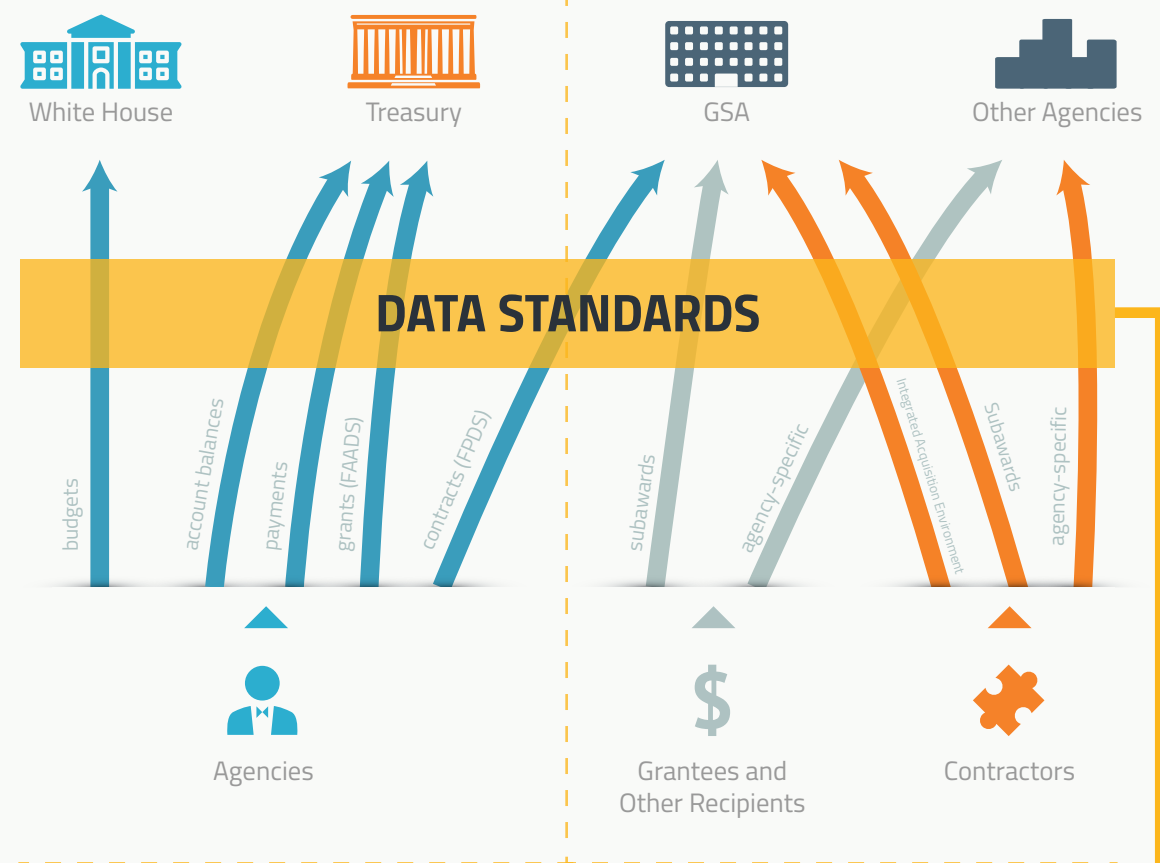 White House
Treasury
GSA
Other Agencies
DATA STANDARDS
budgets
account balances
payments
grants (FAADS)
contracts (FPDS)
subawards
agency-specific
Integrated Acquisition Environment
Subawards
agency-specific
$
Agencies
Grantees and
Other Recipients
Contractors